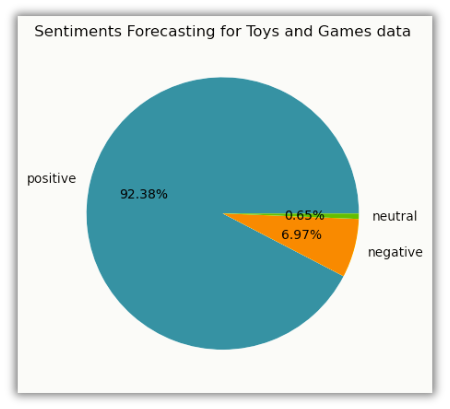 Sentiments Forecasting for Toys and Games data
positive
92.38%
0.65%
neutral
6.97%
negative